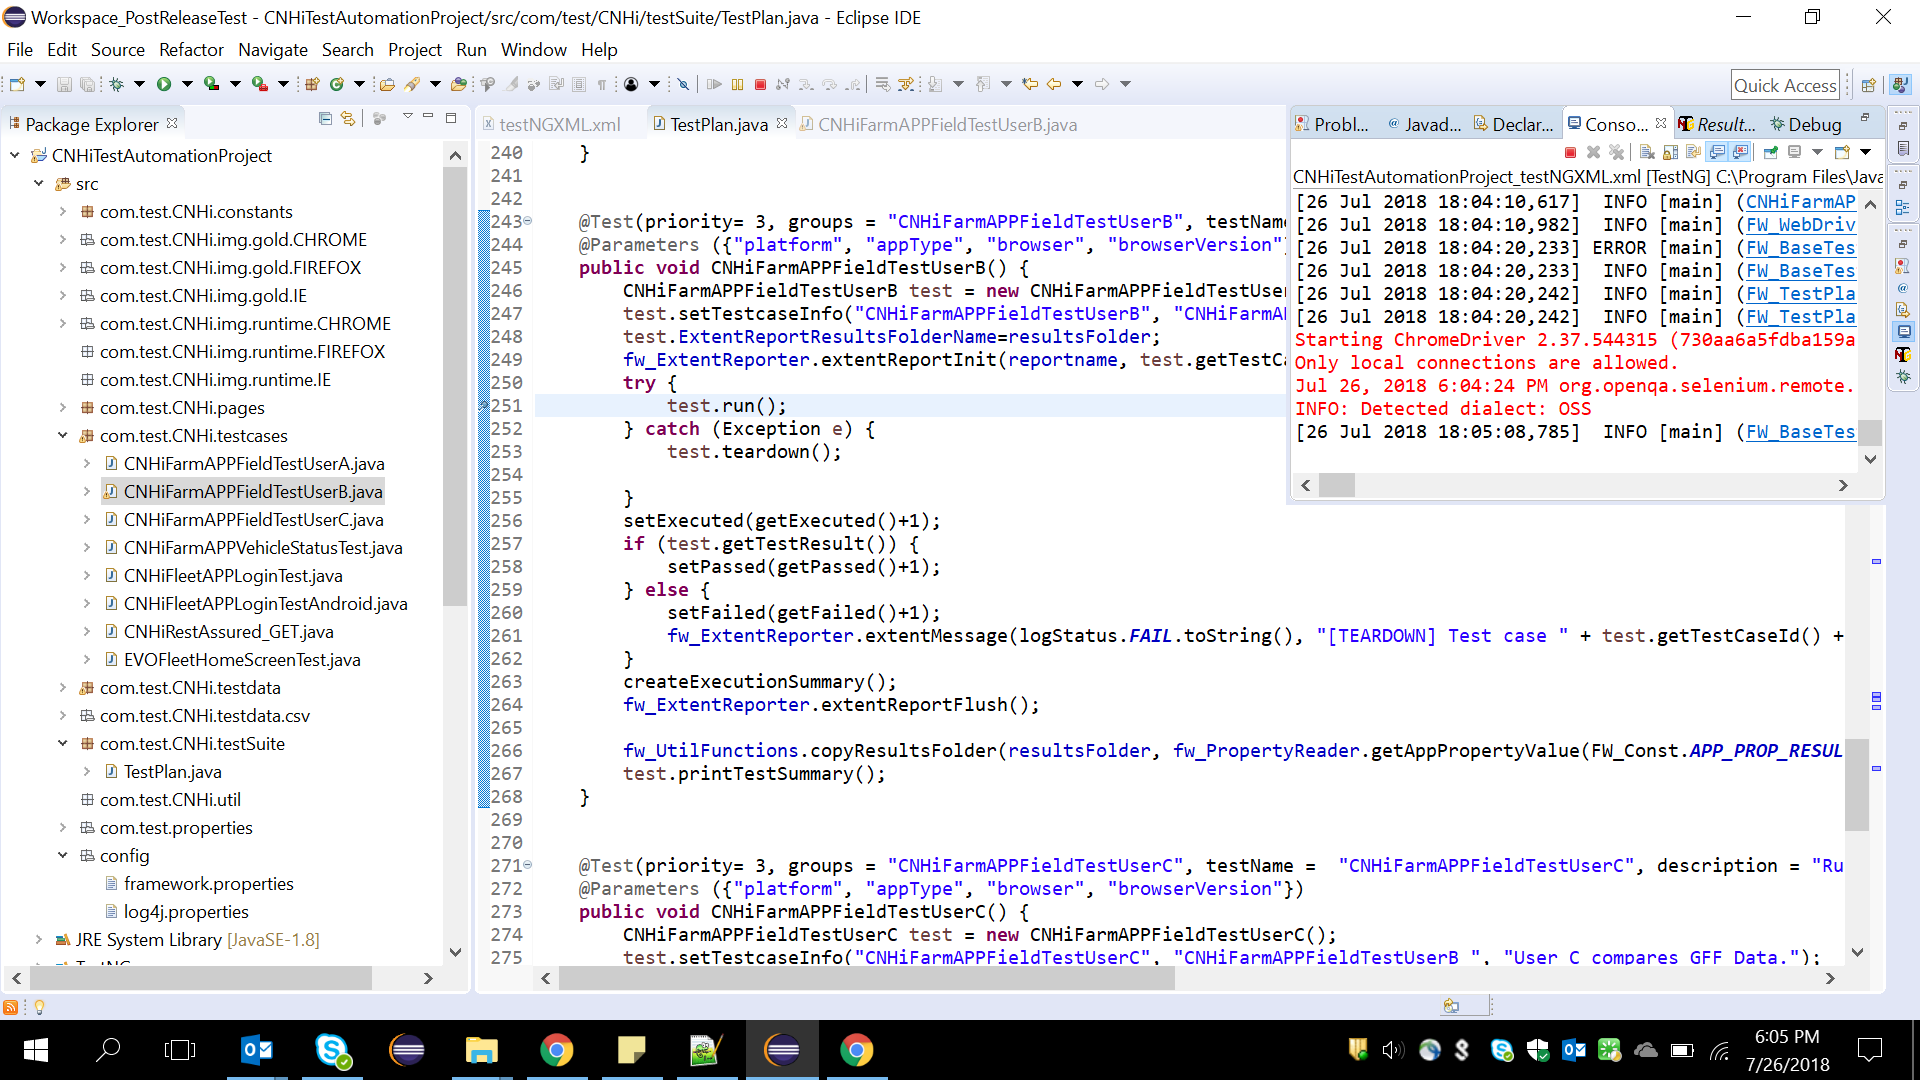 Workspace_PostReleaseTest - CNHiTestAutomationProject/src/com/test/CNHi/testSuite/TestPlan.java - Eclipse IDE
File Edit Source Refactor Navigate Search Project Run Window Help
Quick Access
Package Explorer
CNHiTestAutomationProject
src
com.test.CNHi.constants
com.test.CNHi.img.gold.CHROME
com.test.CNHi.img.gold.FIREFOX
com.test.CNHi.img.gold.IE
com.test.CNHi.img.runtime.CHROME
com.test.CNHi.img.runtime.FIREFOX
com.test.CNHi.img.runtime.IE
com.test.CNHi.pages
com.test.CNHi.testcases
CNHiFarmAPPFieldTestUserA.java
CNHiFarmAPPFieldTestUserB.java
CNHiFarmAPPFieldTestUserC.java
CNHiFarmAPPVehicleStatusTest.java
CNHiFleetAPPLoginTest.java
CNHiFleetAPPLoginTestAndroid.java
CNHiRestAssured_GET.java
EVOFleetHomeScreenTest.java
com.test.CNHi.testdata
com.test.CNHi.testdata.csv
com.test.CNHi.testSuite
TestPlan.java
com.test.CNHi.util
com.test.properties
config
framework.properties
log4j.properties
JRE System Library [JavaSE-1.8]
testNGXML.xml TestPlan.java CNHiFarmAPPFieldTestUserB.java
240 }
241
242
243 @Test(priority= 3, groups = "CNHiFarmAPPFieldTestUserB", testName
244 @Parameters ({"platform", "appType", "browser", "browserVersion"
245 public void CNHiFarmAPPFieldTestUserB() {
246 CNHiFarmAPPFieldTestUserB test = new CNHiFarmAPPFieldTestUser
247 test.setTestcaseInfo("CNHiFarmAPPFieldTestUserB", "CNHiFarmA
248 test.ExtentReportResultsFolderName=resultsFolder;
249 fw_ExtentReporter.extentReportInit(reportname, test.getTestCa
250 try {
251 test.run();
252 } catch (Exception e) {
253 test.teardown();
254
255 }
256 setExecuted(getExecuted()+1);
257 if (test.getTestResult()) {
258 setPassed(getPassed()+1);
259 } else {
260 setFailed(getFailed()+1);
261 fw_ExtentReporter.extentMessage(logStatus.FAIL.toString(), "[TEARDOWN] Test case " + test.getTestCaseId() +
262 }
263 createExecutionSummary();
264 fw_ExtentReporter.extentReportFlush();
265
266 fw_UtilFunctions.copyResultsFolder(resultsFolder, fw_PropertyReader.getAppPropertyValue(FW_Const.APP_PROP_RESUL
267 test.printTestSummary();
268 }
269
270
271 @Test(priority= 3, groups = "CNHiFarmAPPFieldTestUserC", testName = "CNHiFarmAPPFieldTestUserC", description = "Ru
272 @Parameters ({"platform", "appType", "browser", "browserVersion"})
273 public void CNHiFarmAPPFieldTestUserC() {
274 CNHiFarmAPPFieldTestUserC test = new CNHiFarmAPPFieldTestUserC();
275 test.setTestcaseInfo("CNHiFarmAPPFieldTestUserC", "CNHiFarmAPPFieldTestUserB ", "User C compares GFF Data.");
Probl... Javad... Declar... Conso... Result... Debug
CNHiTestAutomationProject_testNGXML.xml [TestNG] C:\Program Files\Java
[26 Jul 2018 18:04:10,617] INFO [main] (CNHiFarmAP
[26 Jul 2018 18:04:10,982] INFO [main] (FW_WebDriv
[26 Jul 2018 18:04:20,233] ERROR [main] (FW_BaseTes
[26 Jul 2018 18:04:20,233] INFO [main] (FW_BaseTes
[26 Jul 2018 18:04:20,242] INFO [main] (FW_TestPla
[26 Jul 2018 18:04:20,242] INFO [main] (FW_TestPla
Starting ChromeDriver 2.37.544315 (730aa6a5fdba159a
Only local connections are allowed.
Jul 26, 2018 6:04:24 PM org.openqa.selenium.remote.
INFO: Detected dialect: OSS
[26 Jul 2018 18:05:08,785] INFO [main] (FW_BaseTes
6:05 PM
7/26/2018